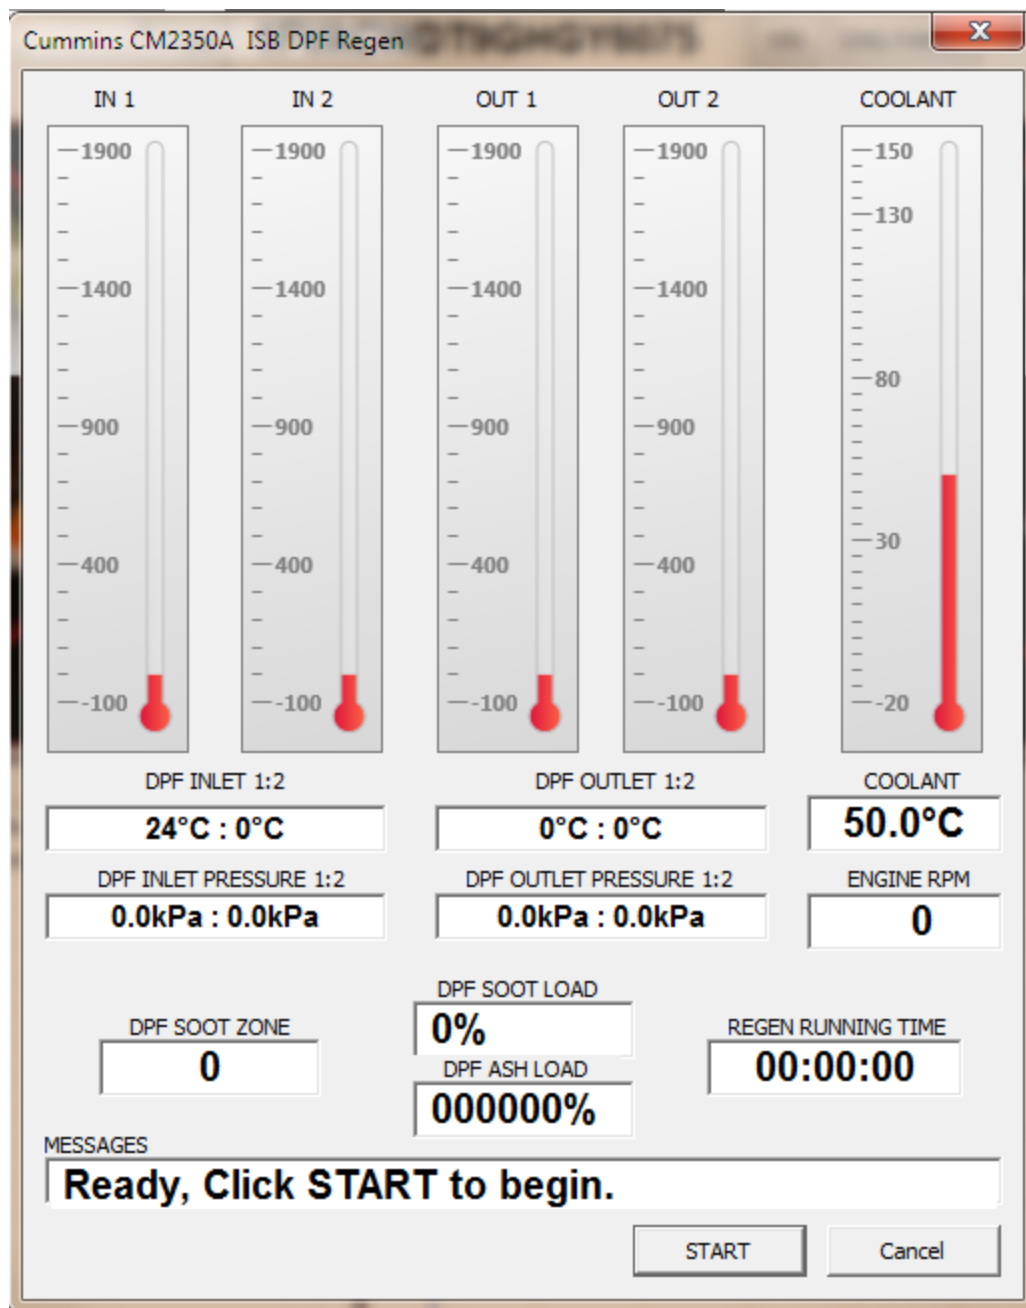 Cummins CM2350A ISB DPF Regen
IN 1 IN 2 OUT 1 OUT 2 COOLANT
1900 1900 1900 1900 150
130
1400 1400 1400 1400
80
900 900 900 900
30
400 400 400 400
-100 -100 -100 -100 -20
DPF INLET 1:2 DPF OUTLET 1:2 COOLANT
24°C : 0°C 0°C : 0°C 50.0°C
DPF INLET PRESSURE 1:2 DPF OUTLET PRESSURE 1:2 ENGINE RPM
0.0kPa : 0.0kPa 0.0kPa : 0.0kPa 0
DPF SOOT LOAD
0%
DPF SOOT ZONE REGEN RUNNING TIME
0 00:00:00
DPF ASH LOAD
000000%
MESSAGES
Ready, Click START to begin.
START Cancel